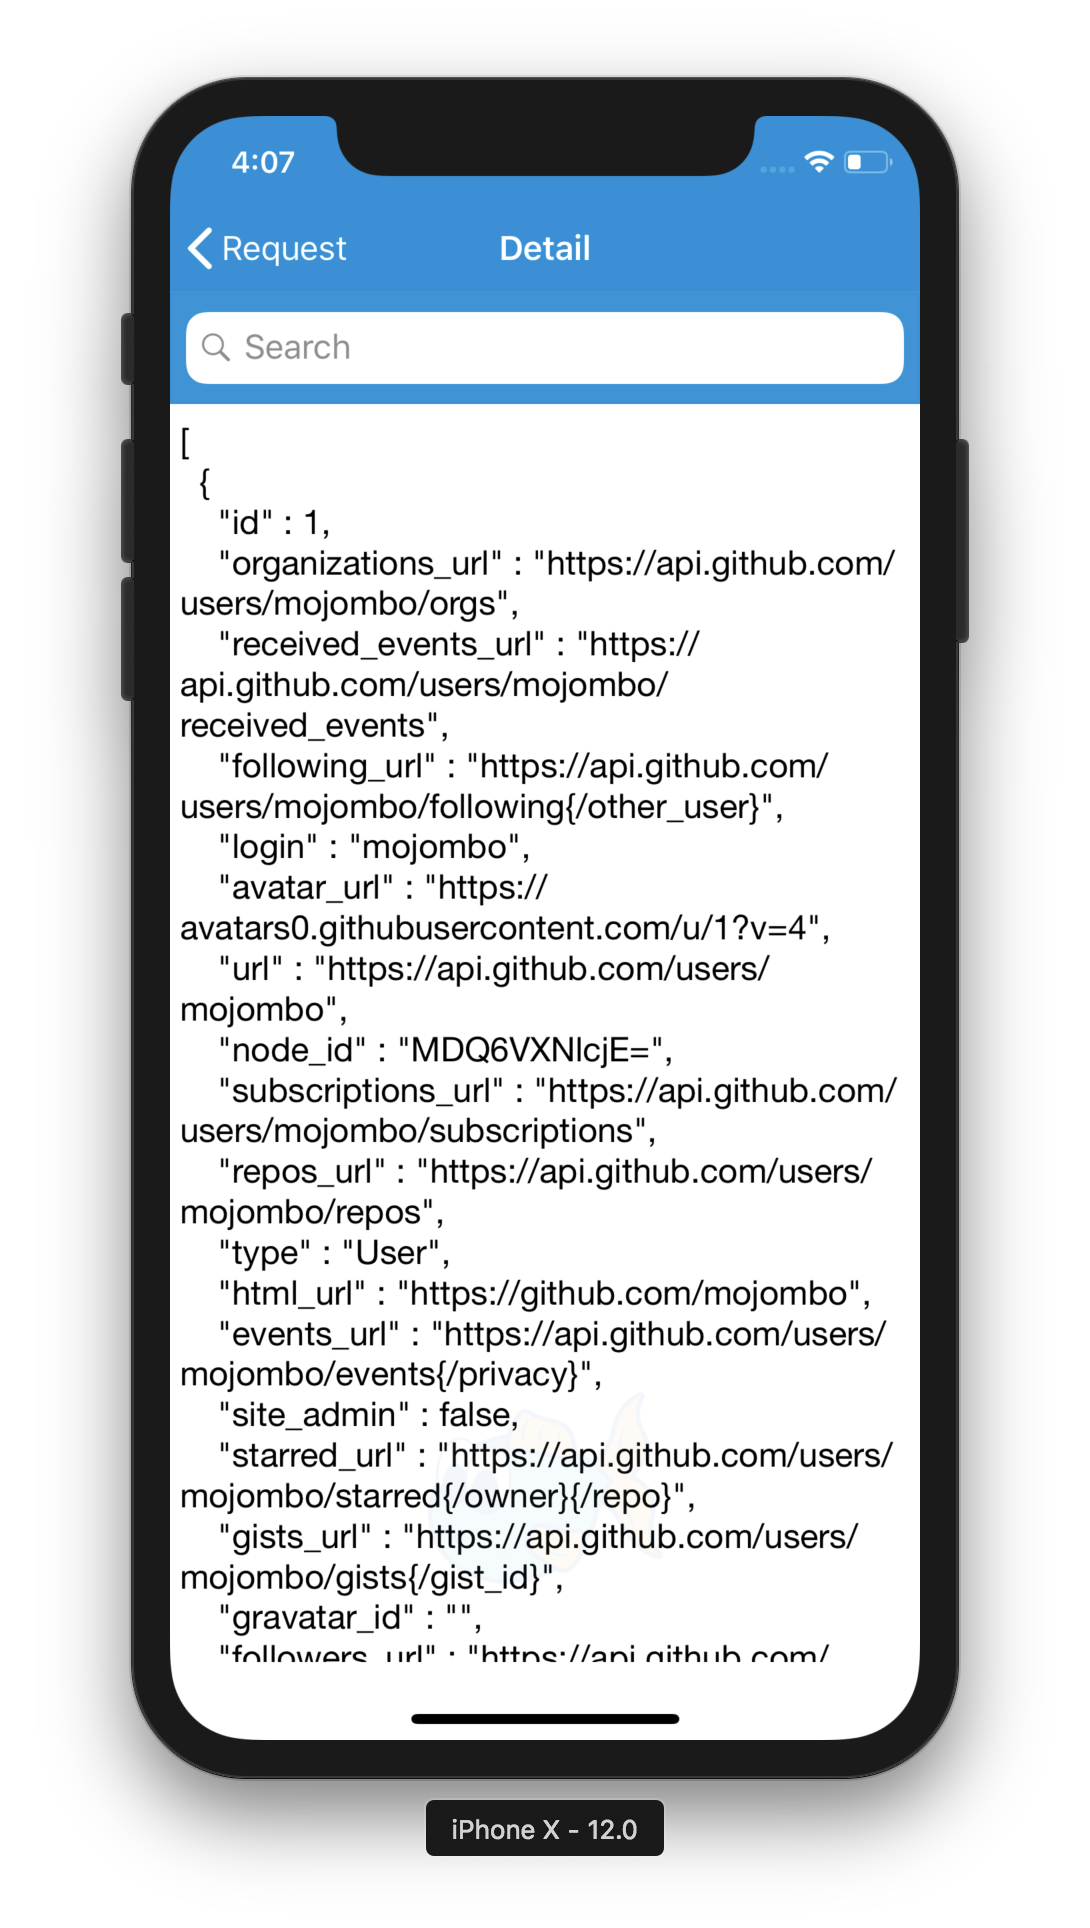 4:07
Request
Detail
Search
[
{
"id" : 1,
"organizations_url" : "https://api.github.com/
users/mojombo/orgs",
"received_events_url" : "https://
api.github.com/users/mojombo/
received_events",
"following_url" : "https://api.github.com/
users/mojombo/following{/other_user}",
"login" : "mojombo",
"avatar_url" : "https://
avatars0.githubusercontent.com/u/1?v=4",
"url" : "https://api.github.com/users/
mojombo",
"node_id" : "MDQ6VXNlcjE=",
"subscriptions_url" : "https://api.github.com/
users/mojombo/subscriptions",
"repos_url" : "https://api.github.com/users/
mojombo/repos",
"type" : "User",
"html_url" : "https://github.com/mojombo",
"events_url" : "https://api.github.com/users/
mojombo/events{/privacy}",
"site_admin" : false,
"starred_url" : "https://api.github.com/users/
mojombo/starred{/owner}{/repo}",
"gists_url" : "https://api.github.com/users/
mojombo/gists{/gist_id}",
"gravatar_id" : "",
"followers_url" : "https://api.github.com/
iPhone X - 12.0